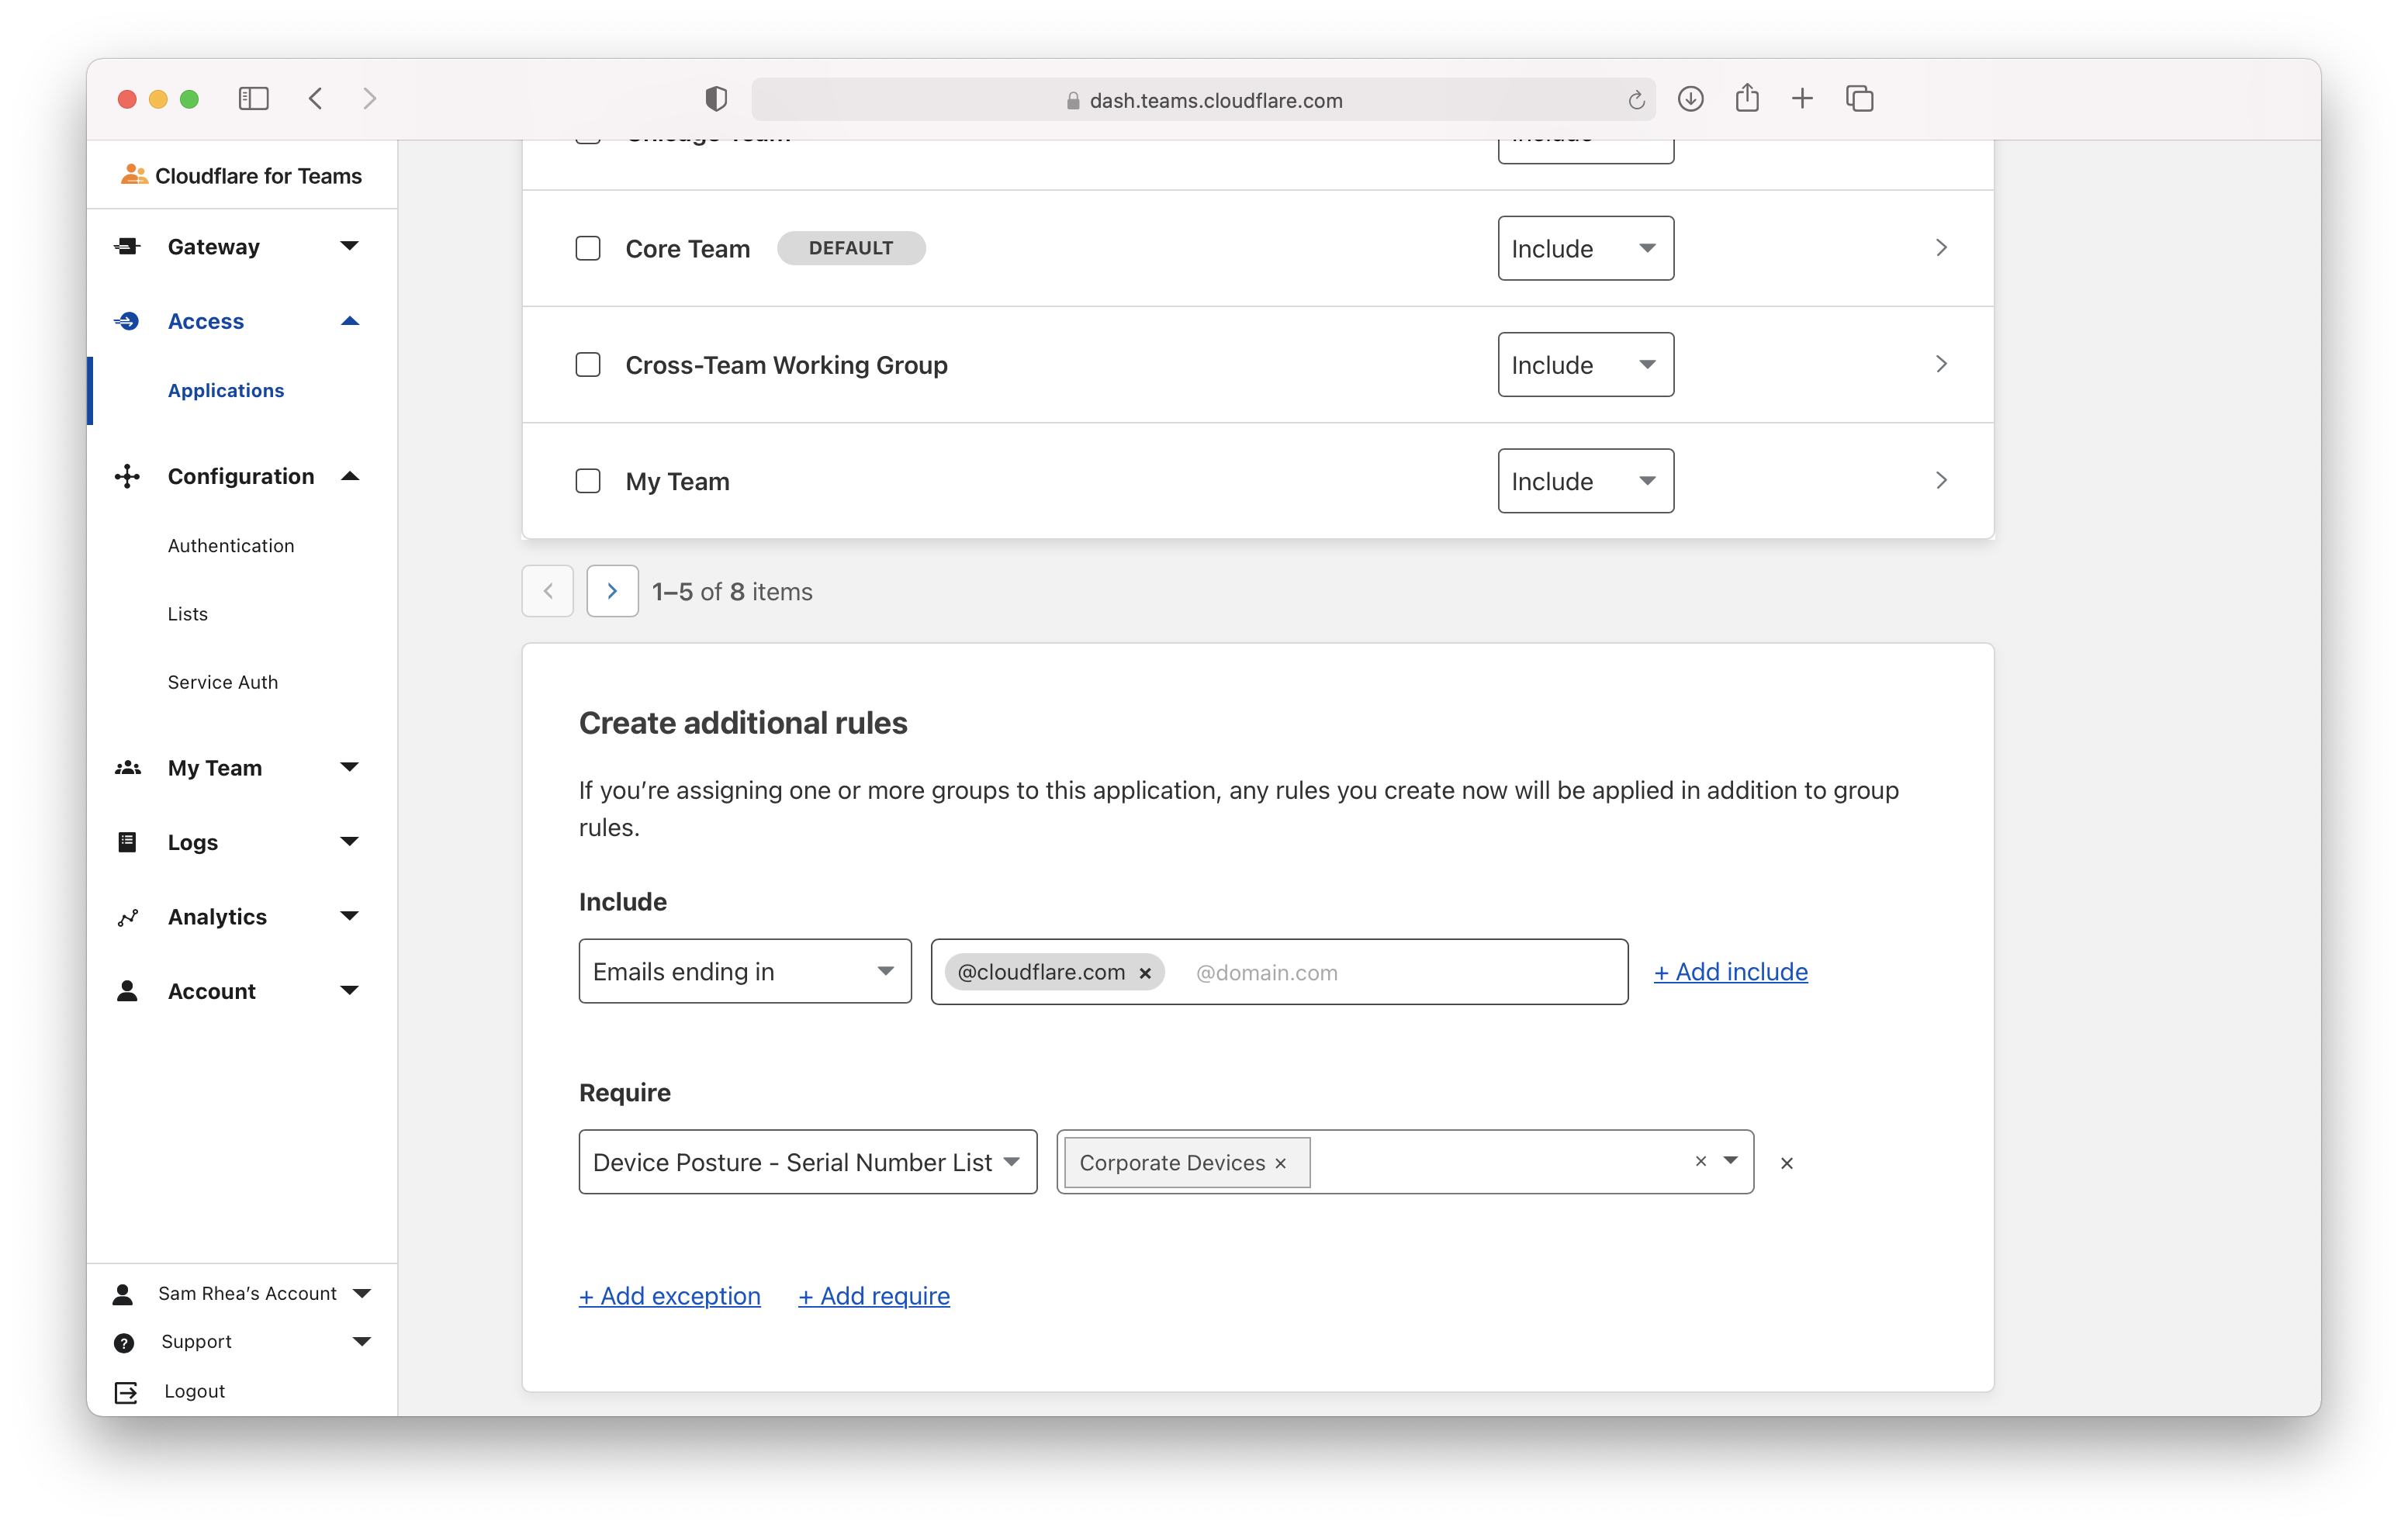 dash.teams.cloudflare.com
Cloudflare for Teams
Gateway
Access
Applications
Configuration
Authentication
Lists
Service Auth
My Team
Logs
Analytics
Account
Sam Rhea's Account
Support
Logout
Core Team DEFAULT Include
Cross-Team Working Group Include
My Team Include
1–5 of 8 items
Create additional rules
If you’re assigning one or more groups to this application, any rules you create now will be applied in addition to group
rules.
Include
Emails ending in @cloudflare.com × @domain.com + Add include
Require
Device Posture - Serial Number List Corporate Devices × × ×
+ Add exception + Add require